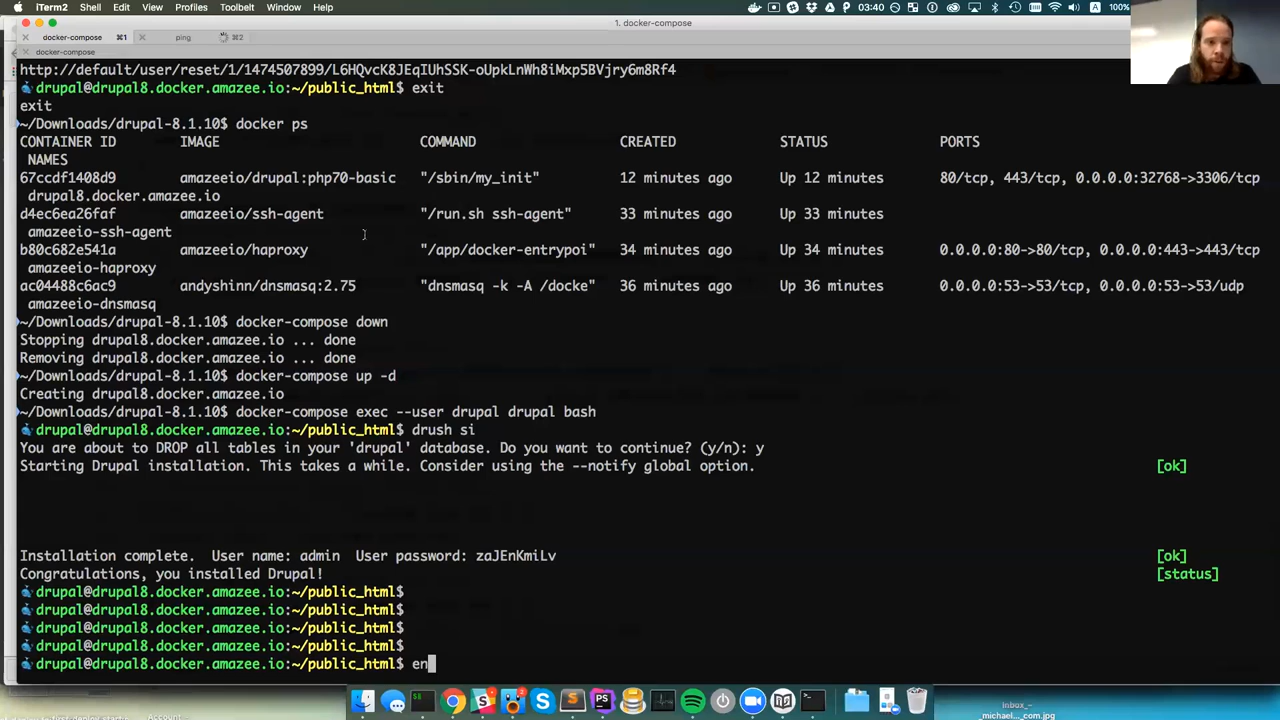 iTerm2 Shell Edit View Profiles Toolbelt Window Help 03:40 A 100%
1. docker-compose
docker-compose ⌘1 ping ⌘2
docker-compose
http://default/user/reset/1/1474507899/L6HQvcK8JEqIUhSSK-oUpkLnWh8iMxp5BVjry6m8Rf4
drupal@drupal8.docker.amazee.io:~/public_html$ exit
exit
~/Downloads/drupal-8.1.10$ docker ps
CONTAINER ID IMAGE COMMAND CREATED STATUS PORTS
NAMES
67ccdf1408d9 amazeeio/drupal:php70-basic "/sbin/my_init" 12 minutes ago Up 12 minutes 80/tcp, 443/tcp, 0.0.0.0:32768->3306/tcp
drupal8.docker.amazee.io
d4ec6ea26faf amazeeio/ssh-agent "/run.sh ssh-agent" 33 minutes ago Up 33 minutes
amazeeio-ssh-agent
b80c682e541a amazeeio/haproxy "/app/docker-entrypoi" 34 minutes ago Up 34 minutes 0.0.0.0:80->80/tcp, 0.0.0.0:443->443/tcp
amazeeio-haproxy
ac04488c6ac9 andyshinn/dnsmasq:2.75 "dnsmasq -k -A /docke" 36 minutes ago Up 36 minutes 0.0.0.0:53->53/tcp, 0.0.0.0:53->53/udp
amazeeio-dnsmasq
~/Downloads/drupal-8.1.10$ docker-compose down
Stopping drupal8.docker.amazee.io ... done
Removing drupal8.docker.amazee.io ... done
~/Downloads/drupal-8.1.10$ docker-compose up -d
Creating drupal8.docker.amazee.io
~/Downloads/drupal-8.1.10$ docker-compose exec --user drupal drupal bash
drupal@drupal8.docker.amazee.io:~/public_html$ drush si
You are about to DROP all tables in your 'drupal' database. Do you want to continue? (y/n): y
Starting Drupal installation. This takes a while. Consider using the --notify global option. [ok]
Installation complete. User name: admin User password: zaJEnKmiLv [ok]
Congratulations, you installed Drupal! [status]
drupal@drupal8.docker.amazee.io:~/public_html$
drupal@drupal8.docker.amazee.io:~/public_html$
drupal@drupal8.docker.amazee.io:~/public_html$
drupal@drupal8.docker.amazee.io:~/public_html$
drupal@drupal8.docker.amazee.io:~/public_html$ en
Inbox_-
_michael..._com.jpg